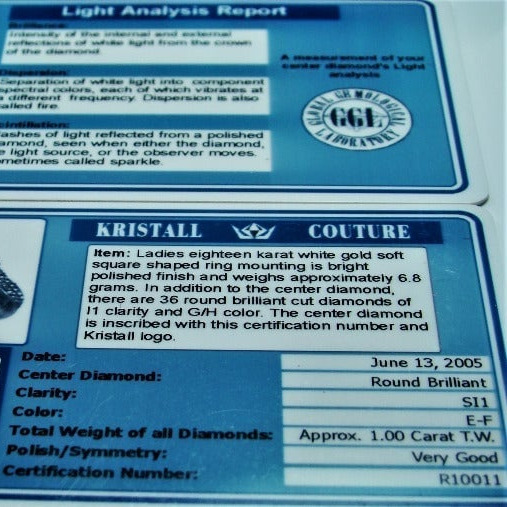 Light Analysis Report
Brilliance:
Intensity of the internal and external
reflections of white light from the crown
of the diamond.
Dispersion:
Separation of white light into component
spectral colors, each of which vibrates at
a different frequency. Dispersion is also
called fire.
Scintillation:
lashes of light reflected from a polished
diamond, seen when either the diamond,
e light source, or the observer moves.
ometimes called sparkle.
A measurement of your
center diamond's Light
analysis
GLOBAL GEMOLOGICAL
GGL
LABORATORY
KRISTALL COUTURE
Item: Ladies eighteen karat white gold soft
square shaped ring mounting is bright
polished finish and weighs approximately 6.8
grams. In addition to the center diamond,
there are 36 round brilliant cut diamonds of
I1 clarity and G/H color. The center diamond
is inscribed with this certification number and
Kristall logo.
Date: June 13, 2005
Center Diamond: Round Brilliant
Clarity: SI1
Color: E-F
Total Weight of all Diamonds: Approx. 1.00 Carat T.W.
Polish/Symmetry: Very Good
Certification Number: R10011